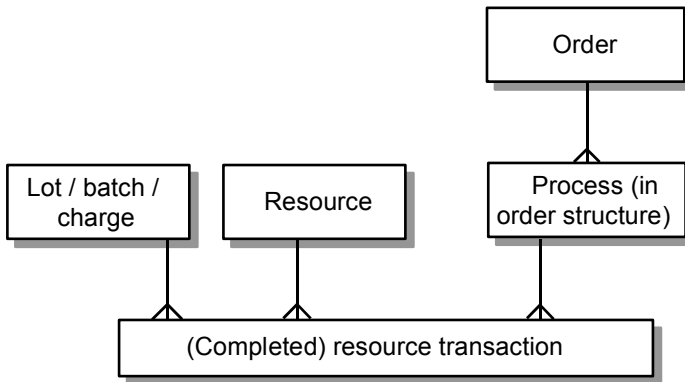 Order
Lot / batch /
charge
Resource
Process (in
order structure)
(Completed) resource transaction